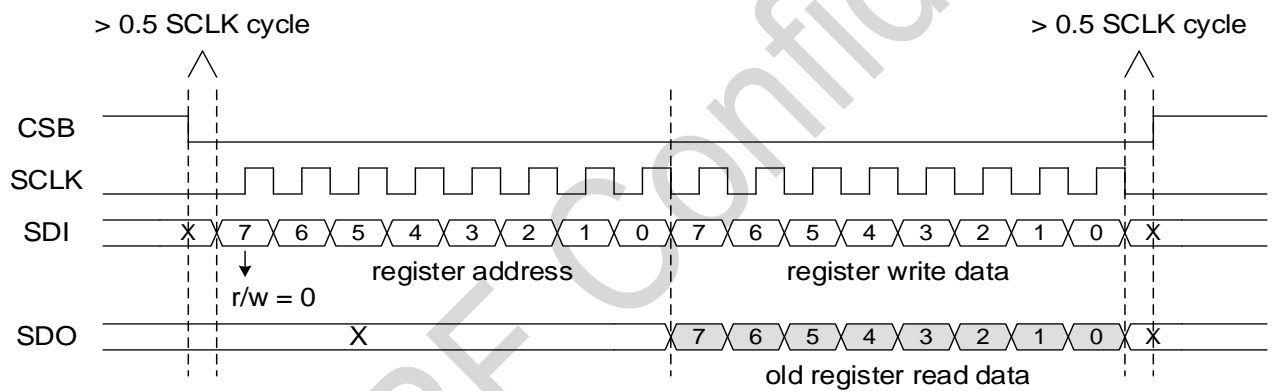 > 0.5 SCLK cycle > 0.5 SCLK cycle
CSB
SCLK
SDI X 7 6 5 4 3 2 1 0 7 6 5 4 3 2 1 0 X
register address register write data
r/w = 0
SDO X 7 6 5 4 3 2 1 0 X
old register read data